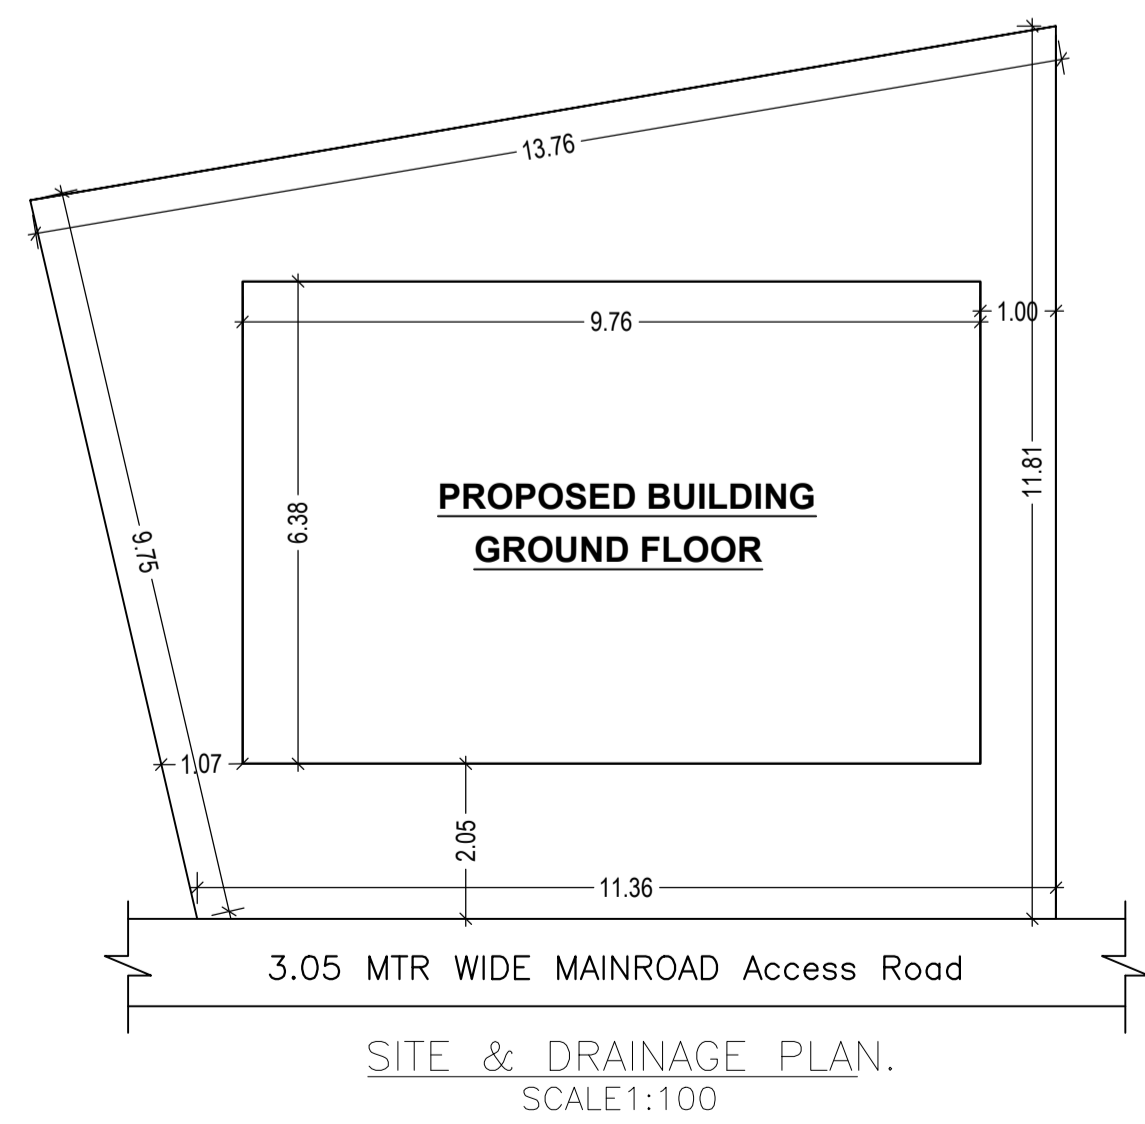 13.76
1.00
9.76
11.81
PROPOSED BUILDING
GROUND FLOOR
6.38
9.75
1.07
2.05
11.36
3.05 MTR WIDE MAINROAD Access Road
SITE & DRAINAGE PLAN.
SCALE1:100